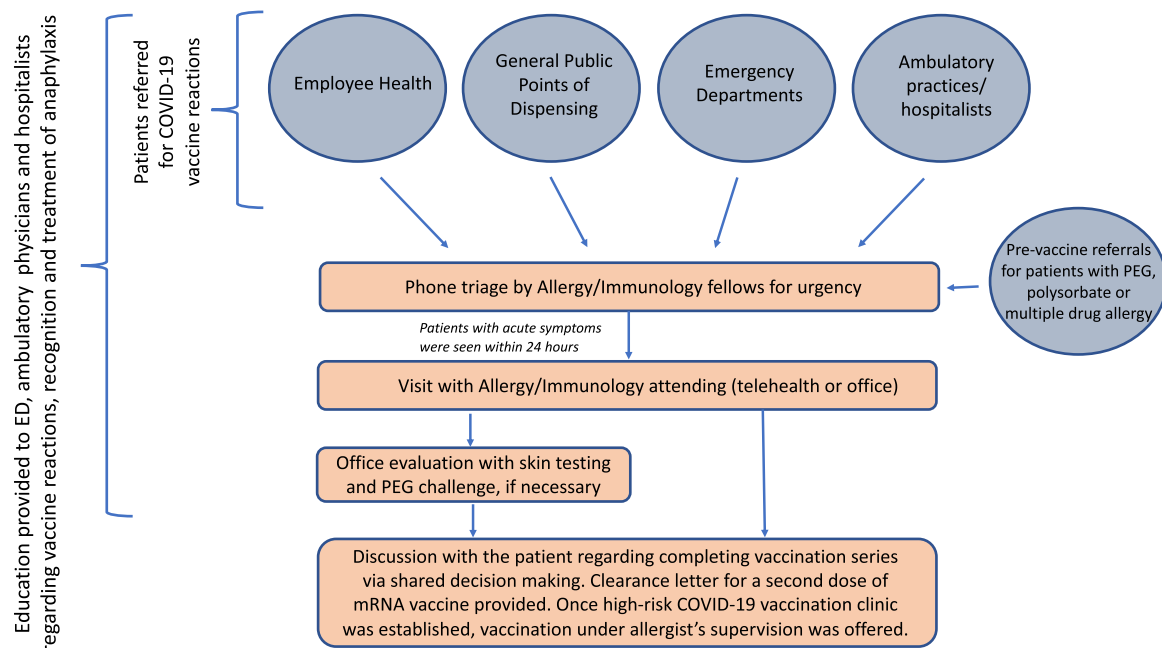 Education provided to ED, ambulatory physicians and hospitalists
regarding vaccine reactions, recognition and treatment of anaphylaxis
Patients referred
for COVID-19
vaccine reactions
Employee Health
General Public
Points of
Dispensing
Emergency
Departments
Ambulatory
practices/
hospitalists
Pre-vaccine referrals
for patients with PEG,
polysorbate or
multiple drug allergy
Phone triage by Allergy/Immunology fellows for urgency
Patients with acute symptoms
were seen within 24 hours
Visit with Allergy/Immunology attending (telehealth or office)
Office evaluation with skin testing
and PEG challenge, if necessary
Discussion with the patient regarding completing vaccination series
via shared decision making. Clearance letter for a second dose of
mRNA vaccine provided. Once high-risk COVID-19 vaccination clinic
was established, vaccination under allergist’s supervision was offered.